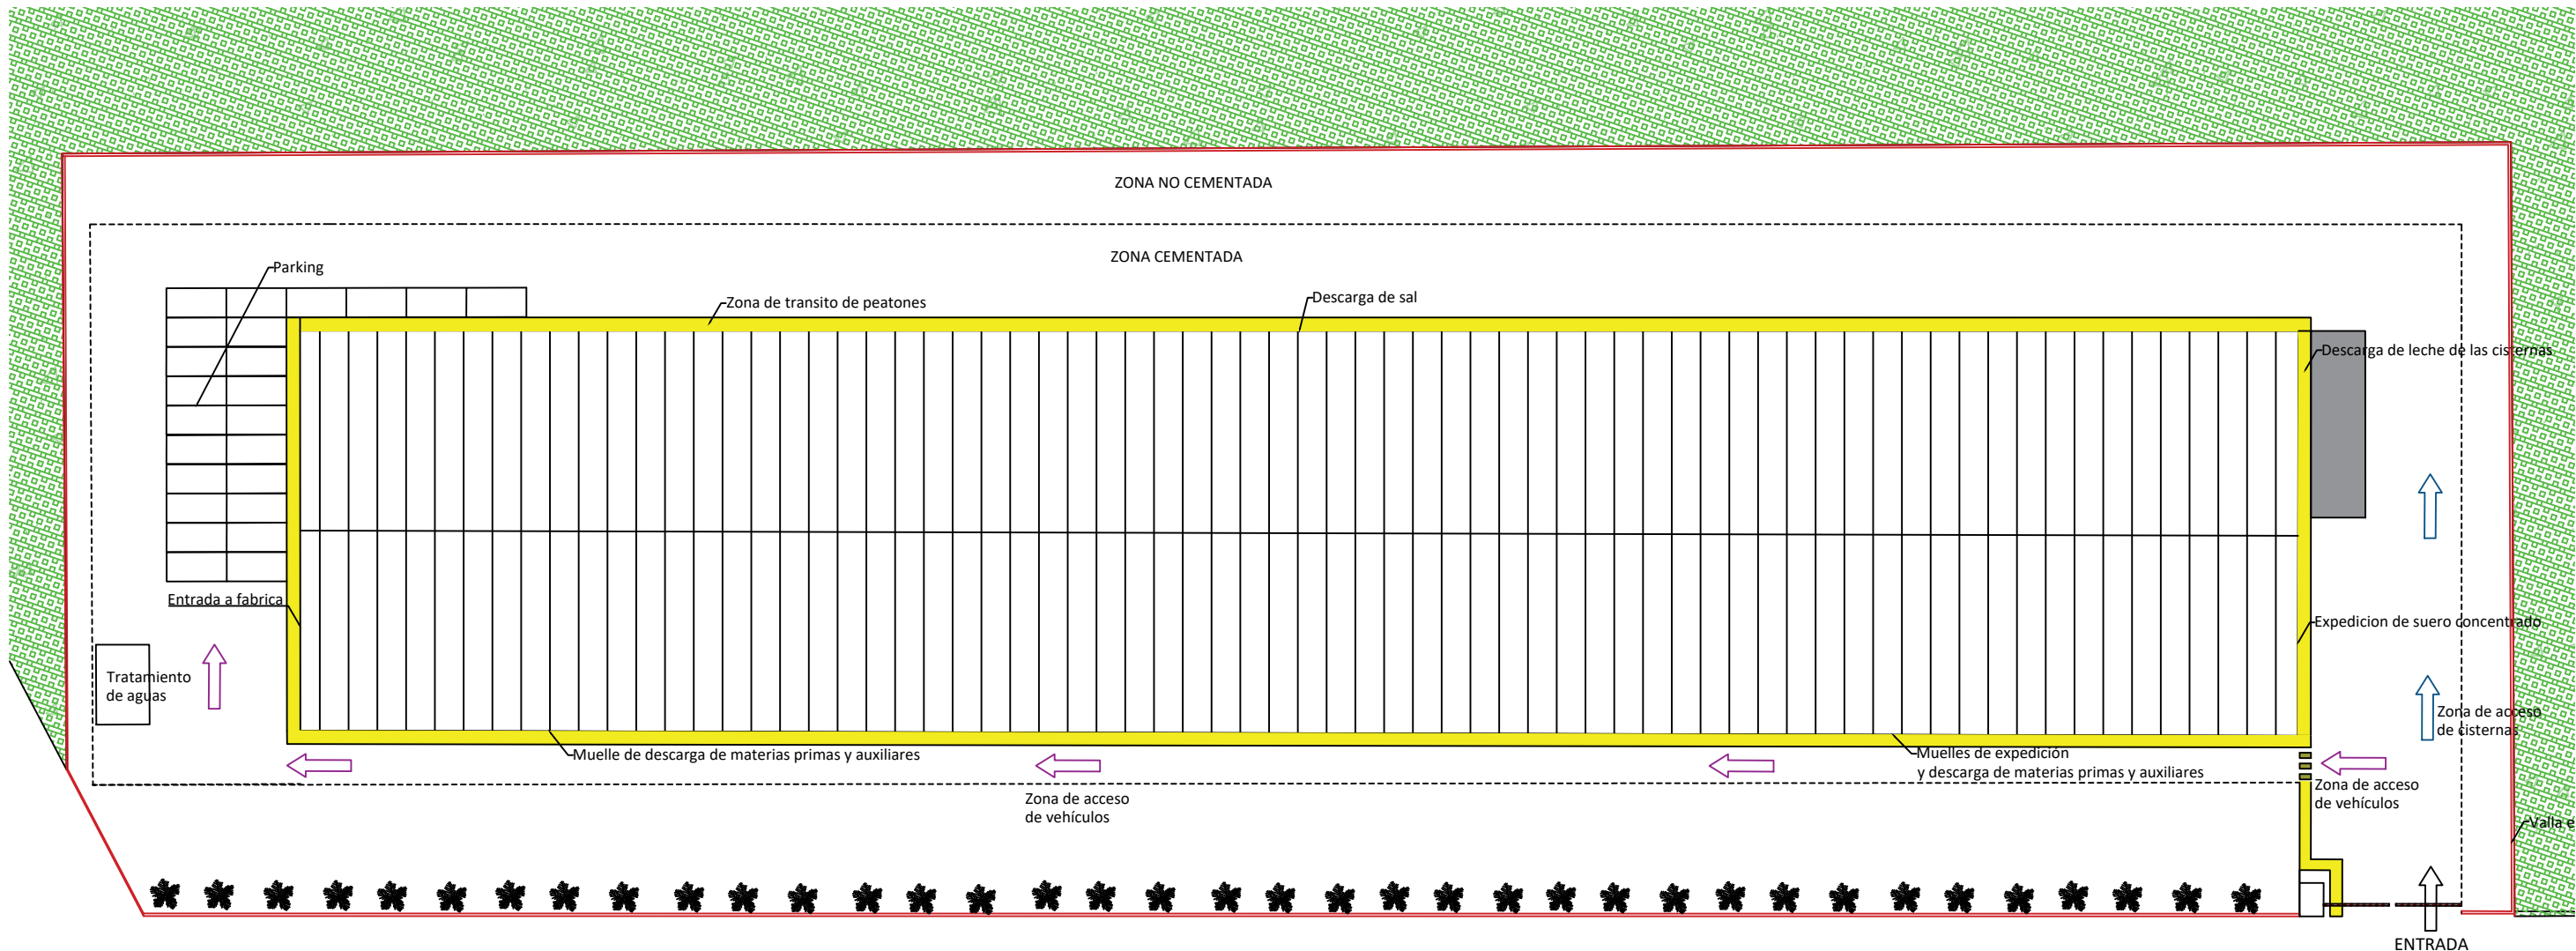 ZONA NO CEMENTADA
ZONA CEMENTADA
Parking
Zona de transito de peatones
Descarga de sal
Descarga de leche de las cisternas
Entrada a fabrica
Expedicion de suero concentrado
Tratamiento
de aguas
Zona de acceso
de cisternas
Muelle de descarga de materias primas y auxiliares
Muelles de expedición
y descarga de materias primas y auxiliares
Zona de acceso
de vehículos
Zona de acceso
de vehículos
Valla e
ENTRADA